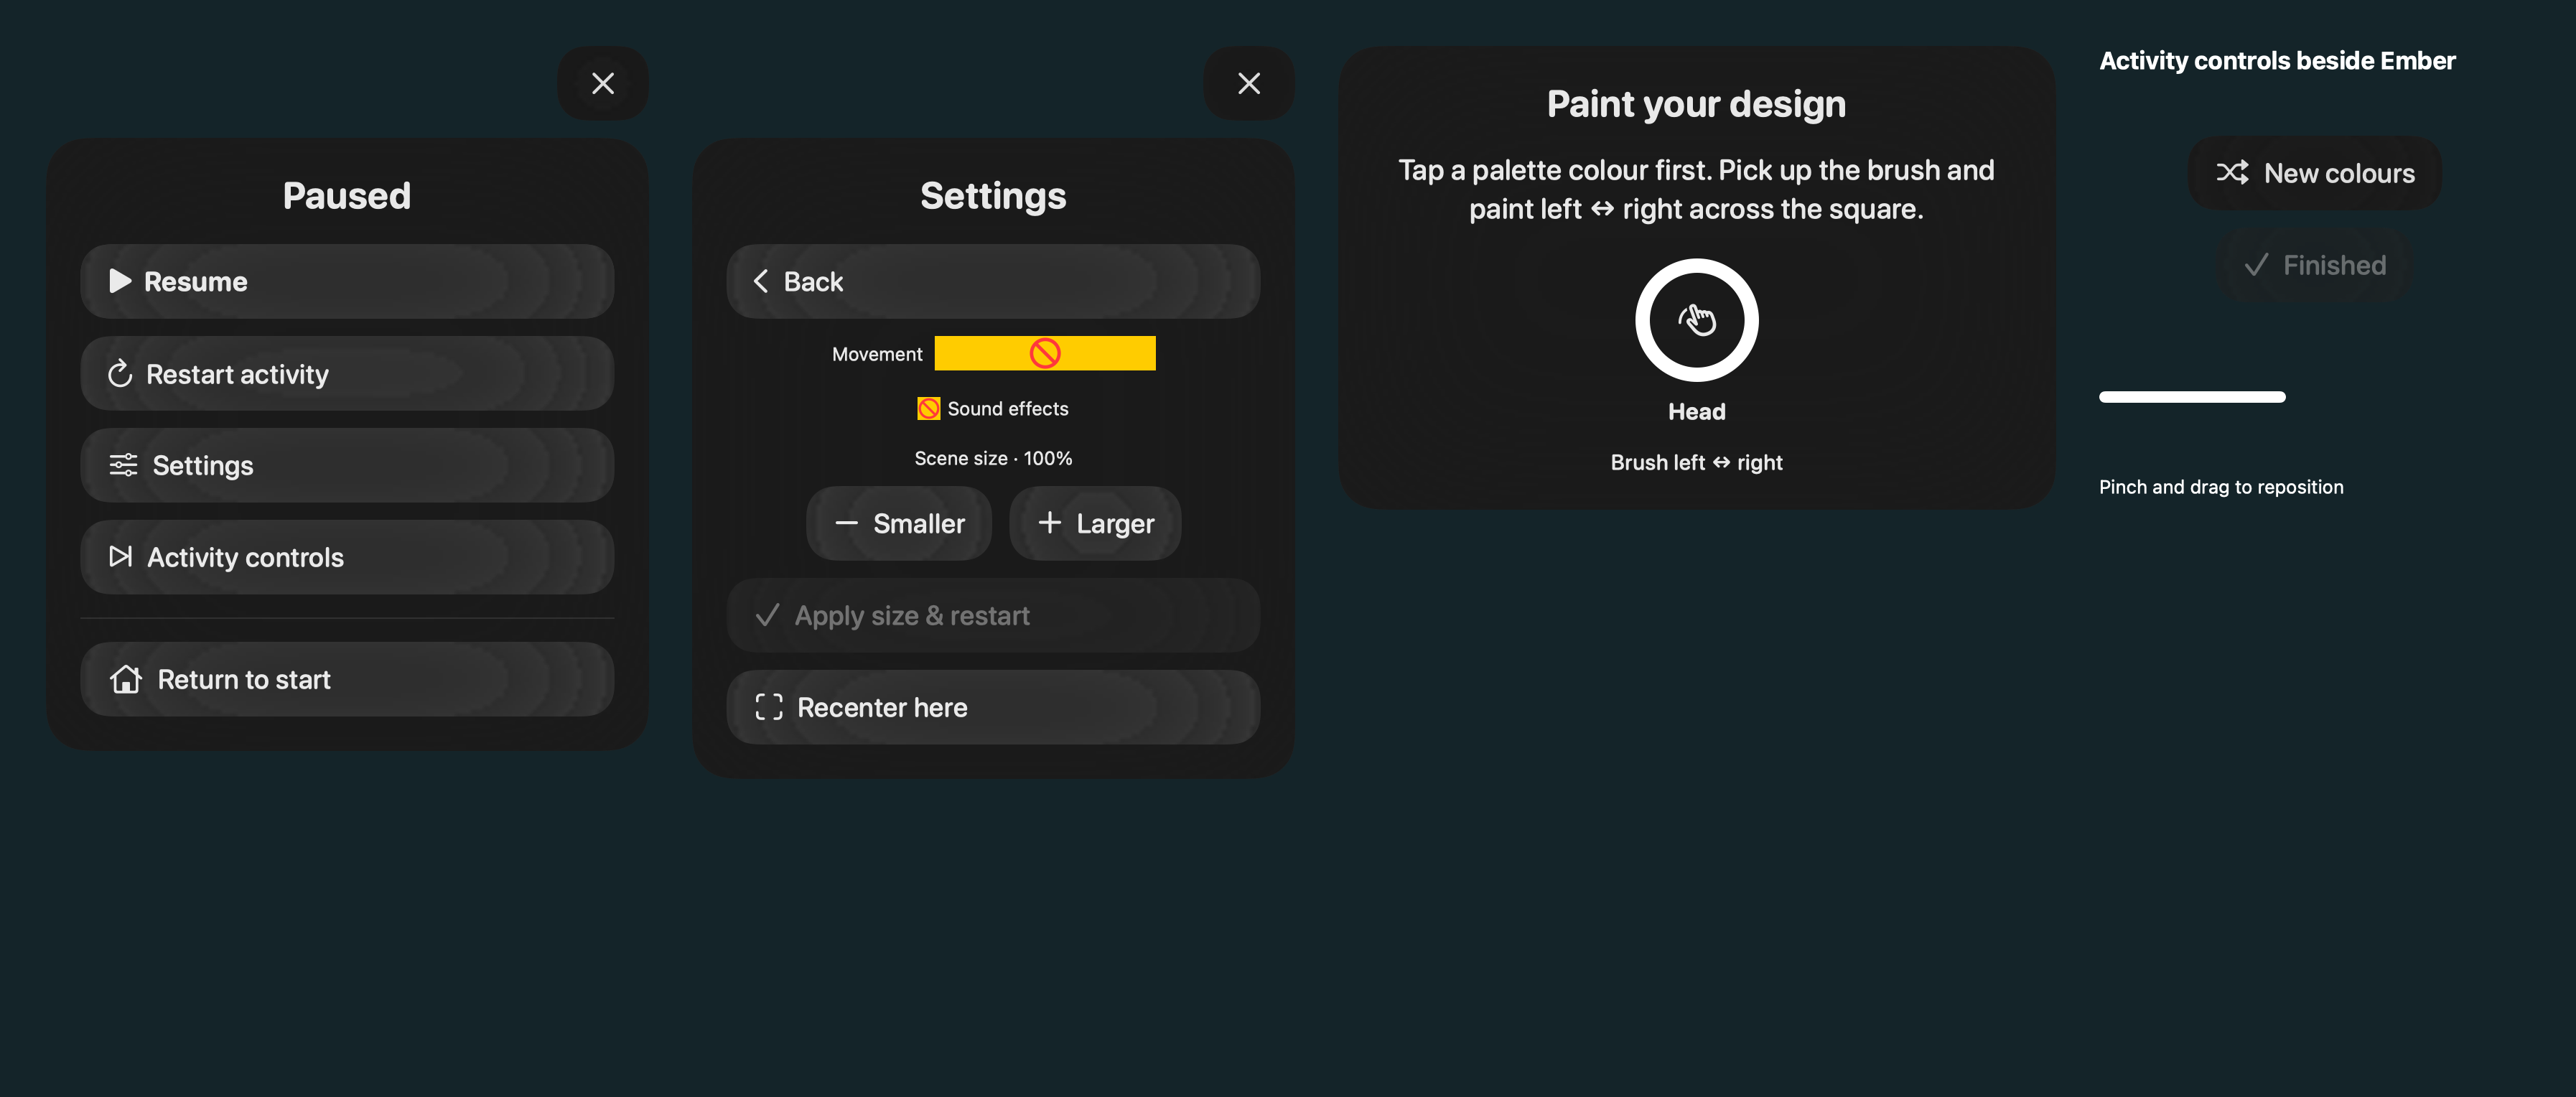 Paused
Resume
Restart activity
Settings
Activity controls
Return to start
Settings
Back
Movement
Sound effects
Scene size · 100%
Smaller
Larger
Apply size & restart
Recenter here
Paint your design
Tap a palette colour first. Pick up the brush and
paint left ↔ right across the square.
Head
Brush left ↔ right
Activity controls beside Ember
New colours
Finished
Pinch and drag to reposition